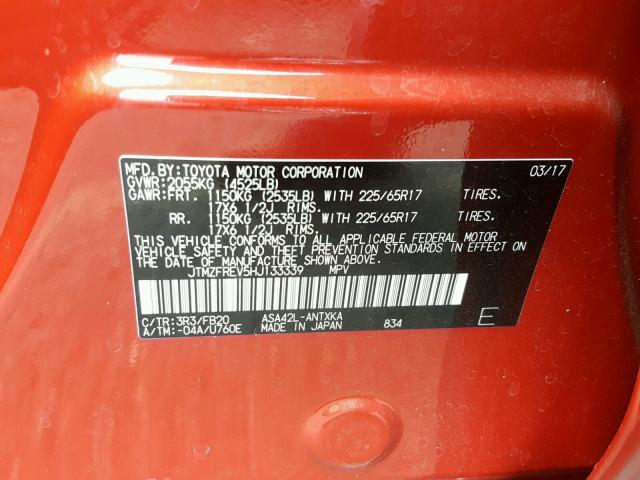 MFD.BY:TOYOTA MOTOR CORPORATION 03/17
GVWR:2055KG (4525LB)
GAWR:FRT. 1150KG (2535LB) WITH 225/65R17 TIRES.
17X6 1/2J RIMS.
RR. 1150KG (2535LB) WITH 225/65R17 TIRES.
17X6 1/2J RIMS.
THIS VEHICLE CONFORMS TO ALL APPLICABLE FEDERAL MOTOR
VEHICLE SAFETY AND THEFT PREVENTION STANDARDS IN EFFECT ON
THE DATE OF MANUFACTURE SHOWN ABOVE.
JTMZFREV5HJ133339 MPV
C/TR:3R3/FB20 ASA42L-ANTXKA
A/TM:-04A/U760E MADE IN JAPAN 834 E